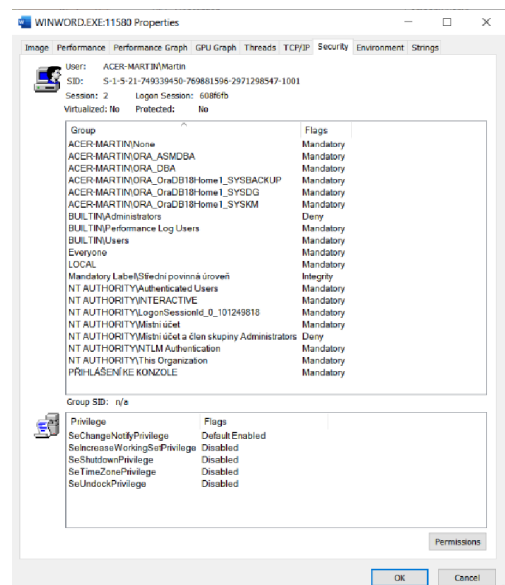 WINWORD.EXE:11580 Properties
Image Performance Performance Graph GPU Graph Threads TCP/IP Security Environment Strings
User: ACER-MARTIN\Martin
SID: S-1-5-21-749339450-769881596-2971298547-1001
Session: 2 Logon Session: 608f6fb
Virtualized: No Protected: No
Group Flags
ACER-MARTIN\None Mandatory
ACER-MARTIN\ORA_ASMDBA Mandatory
ACER-MARTIN\ORA_DBA Mandatory
ACER-MARTIN\ORA_OraDB18Home1_SYSBACKUP Mandatory
ACER-MARTIN\ORA_OraDB18Home1_SYSDG Mandatory
ACER-MARTIN\ORA_OraDB18Home1_SYSKM Mandatory
BUILTIN\Administrators Deny
BUILTIN\Performance Log Users Mandatory
BUILTIN\Users Mandatory
Everyone Mandatory
LOCAL Mandatory
Mandatory Label\Střední povinná úroveň Integrity
NT AUTHORITY\Authenticated Users Mandatory
NT AUTHORITY\INTERACTIVE Mandatory
NT AUTHORITY\LogonSessionId_0_101249818 Mandatory
NT AUTHORITY\Místní účet Mandatory
NT AUTHORITY\Místní účet a člen skupiny Administrators Deny
NT AUTHORITY\NTLM Authentication Mandatory
NT AUTHORITY\This Organization Mandatory
PŘIHLÁŠENÍ KE KONZOLE Mandatory
Group SID: n/a
Privilege Flags
SeChangeNotifyPrivilege Default Enabled
SeIncreaseWorkingSetPrivilege Disabled
SeShutdownPrivilege Disabled
SeTimeZonePrivilege Disabled
SeUndockPrivilege Disabled
Permissions
OK Cancel